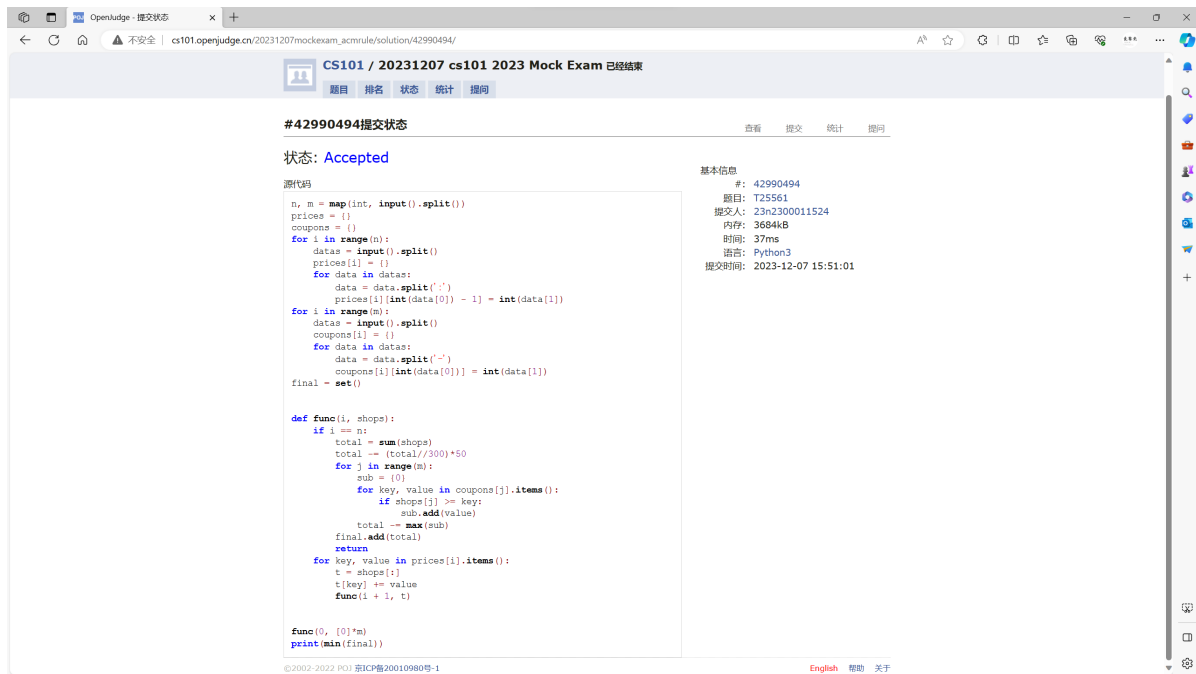 OpenJudge - 提交状态
不安全 | cs101.openjudge.cn/20231207mockexam_acmrule/solution/42990494/
CS101 / 20231207 cs101 2023 Mock Exam 已经结束
题目 排名 状态 统计 提问
#42990494提交状态
查看 提交 统计 提问
状态: Accepted
源代码
n, m = map(int, input().split())
prices = {}
coupons = {}
for i in range(n):
    datas = input().split()
    prices[i] = {}
    for data in datas:
        data = data.split(':')
        prices[i][int(data[0]) - 1] = int(data[1])
for i in range(m):
    datas = input().split()
    coupons[i] = {}
    for data in datas:
        data = data.split('-')
        coupons[i][int(data[0])] = int(data[1])
final = set()
def func(i, shops):
    if i == n:
        total = sum(shops)
        total -= (total//300)*50
        for j in range(m):
            sub = {0}
            for key, value in coupons[j].items():
                if shops[j] >= key:
                    sub.add(value)
            total -= max(sub)
        final.add(total)
        return
    for key, value in prices[i].items():
        t = shops[:]
        t[key] += value
        func(i + 1, t)
func(0, [0]*m)
print(min(final))
基本信息
#: 42990494
题目: T25561
提交人: 23n2300011524
内存: 3684kB
时间: 37ms
语言: Python3
提交时间: 2023-12-07 15:51:01
©2002-2022 POJ 京ICP备20010980号-1
English 帮助 关于